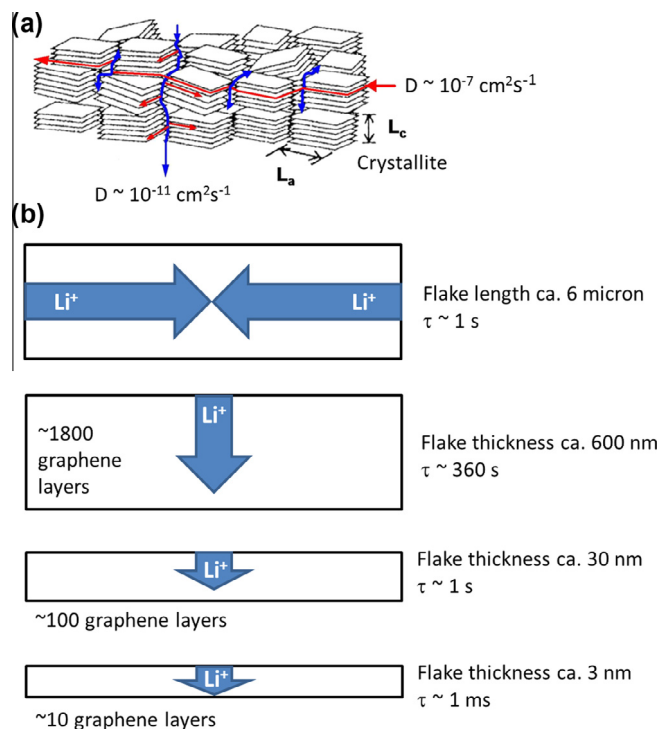 (a)
D ~ 10⁻⁷ cm²s⁻¹
L_c
Crystallite
L_a
D ~ 10⁻¹¹ cm²s⁻¹
(b)
Li⁺ Li⁺
Flake length ca. 6 micron
τ ~ 1 s
Li⁺
~1800
graphene
layers
Flake thickness ca. 600 nm
τ ~ 360 s
Li⁺
Flake thickness ca. 30 nm
τ ~ 1 s
~100 graphene layers
Li⁺
Flake thickness ca. 3 nm
τ ~ 1 ms
~10 graphene layers